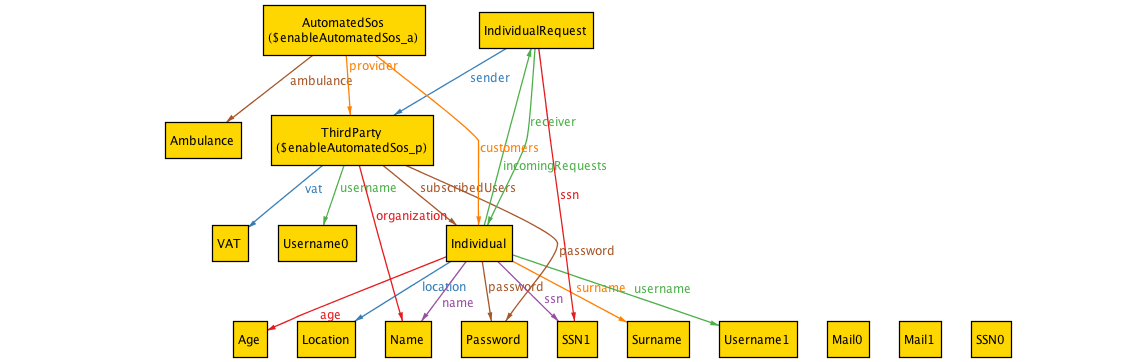 AutomatedSos
($enableAutomatedSos_a)
IndividualRequest
provider
sender
ambulance
Ambulance
ThirdParty
($enableAutomatedSos_p)
receiver
customers
incomingRequests
vat
username
subscribedUsers
ssn
organization
VAT
Username0
Individual
password
location
password
surname
username
name
ssn
age
Age
Location
Name
Password
SSN1
Surname
Username1
Mail0
Mail1
SSN0